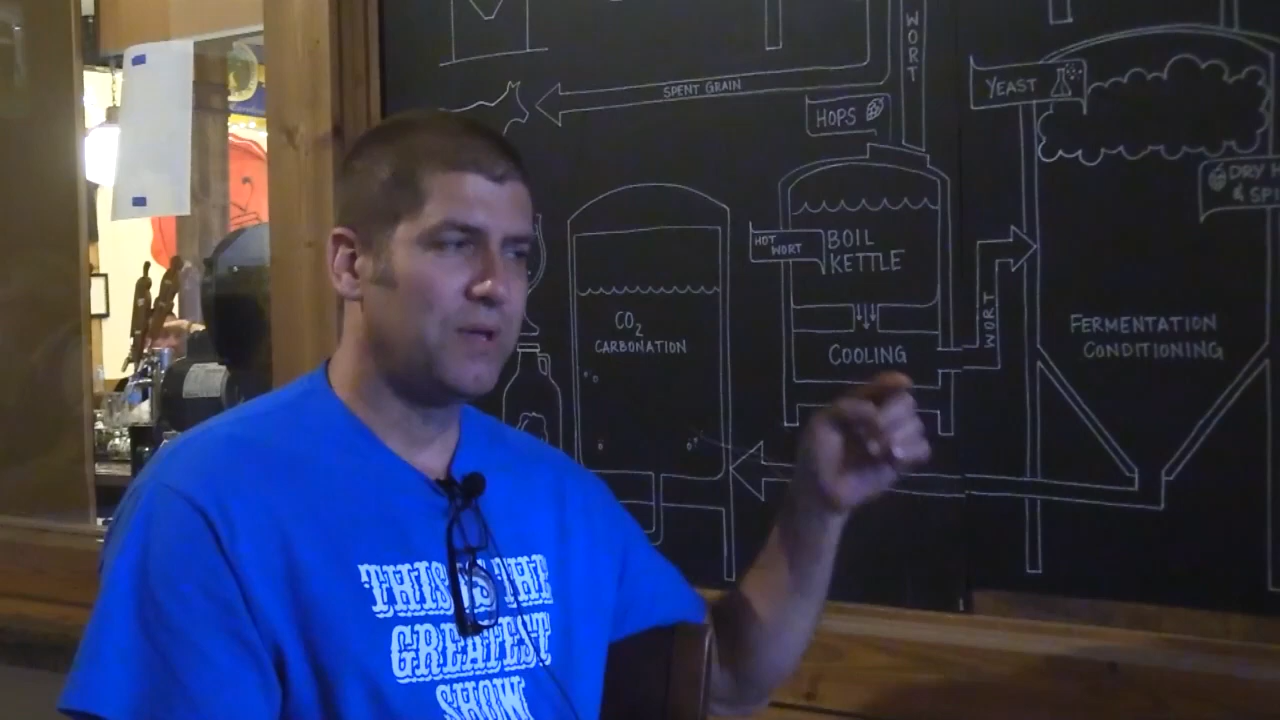 WORT
SPENT GRAIN
HOPS
YEAST
DRY
& SP
HOT
WORT
BOIL
KETTLE
CO2
CARBONATION
COOLING
WORT
FERMENTATION
CONDITIONING
THIS IS THE
GREATEST
SHOW